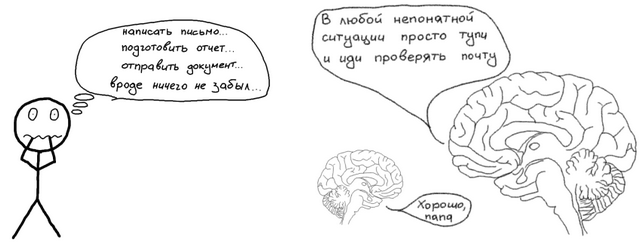 написать письмо...
подготовить отчет...
отправить документ...
вроде ничего не забыл...
В любой непонятной
ситуации просто тупи
и иди проверять почту
Хорошо,
папа